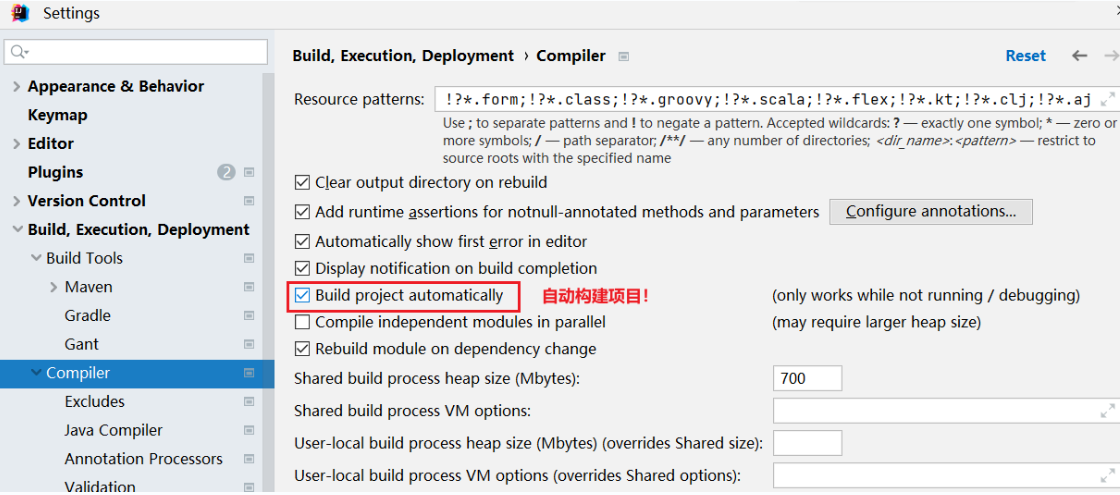 Settings
Appearance & Behavior
Keymap
Editor
Plugins 2
Version Control
Build, Execution, Deployment
Build Tools
Maven
Gradle
Gant
Compiler
Excludes
Java Compiler
Annotation Processors
Validation
Build, Execution, Deployment › Compiler
Reset
Resource patterns: !?*.form;!?*.class;!?*.groovy;!?*.scala;!?*.flex;!?*.kt;!?*.clj;!?*.aj
Use ; to separate patterns and ! to negate a pattern. Accepted wildcards: ? — exactly one symbol; * — zero or
more symbols; / — path separator; /**/ — any number of directories; <dir_name>:<pattern> — restrict to
source roots with the specified name
Clear output directory on rebuild
Add runtime assertions for notnull-annotated methods and parameters Configure annotations...
Automatically show first error in editor
Display notification on build completion
Build project automatically 自动构建项目！ (only works while not running / debugging)
Compile independent modules in parallel (may require larger heap size)
Rebuild module on dependency change
Shared build process heap size (Mbytes): 700
Shared build process VM options:
User-local build process heap size (Mbytes) (overrides Shared size):
User-local build process VM options (overrides Shared options):